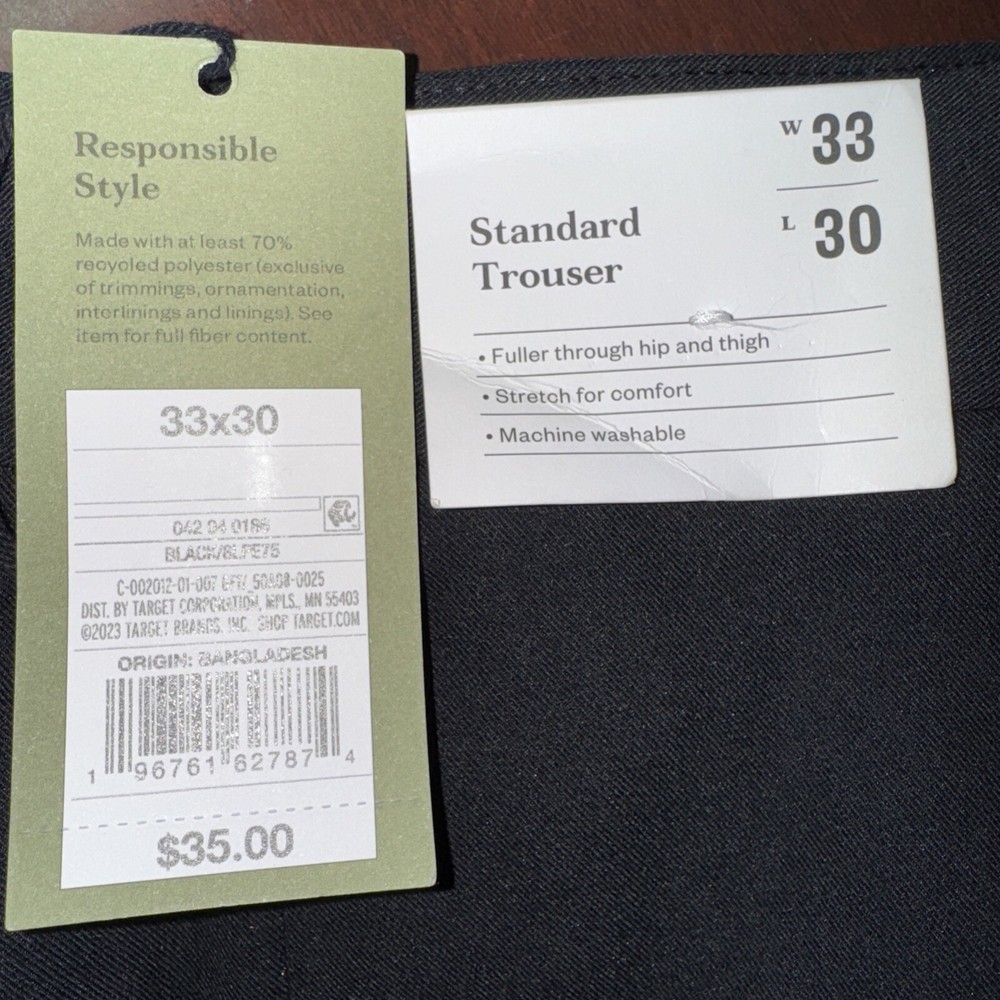 Responsible
Style
Made with at least 70%
recycled polyester (exclusive
of trimmings, ornamentation,
interlinings and linings). See
item for full fiber content.
33x30
042 04 0186
C-002012-01-007
DIST. BY TARGET CORPORATION, MPLS., MN 55403
©2023 TARGET BRANDS, INC. SHOP TARGET.COM
ORIGIN: BANGLADESH
1 96761 62787 4
$35.00
W 33
L 30
Standard
Trouser
• Fuller through hip and thigh
• Stretch for comfort
• Machine washable